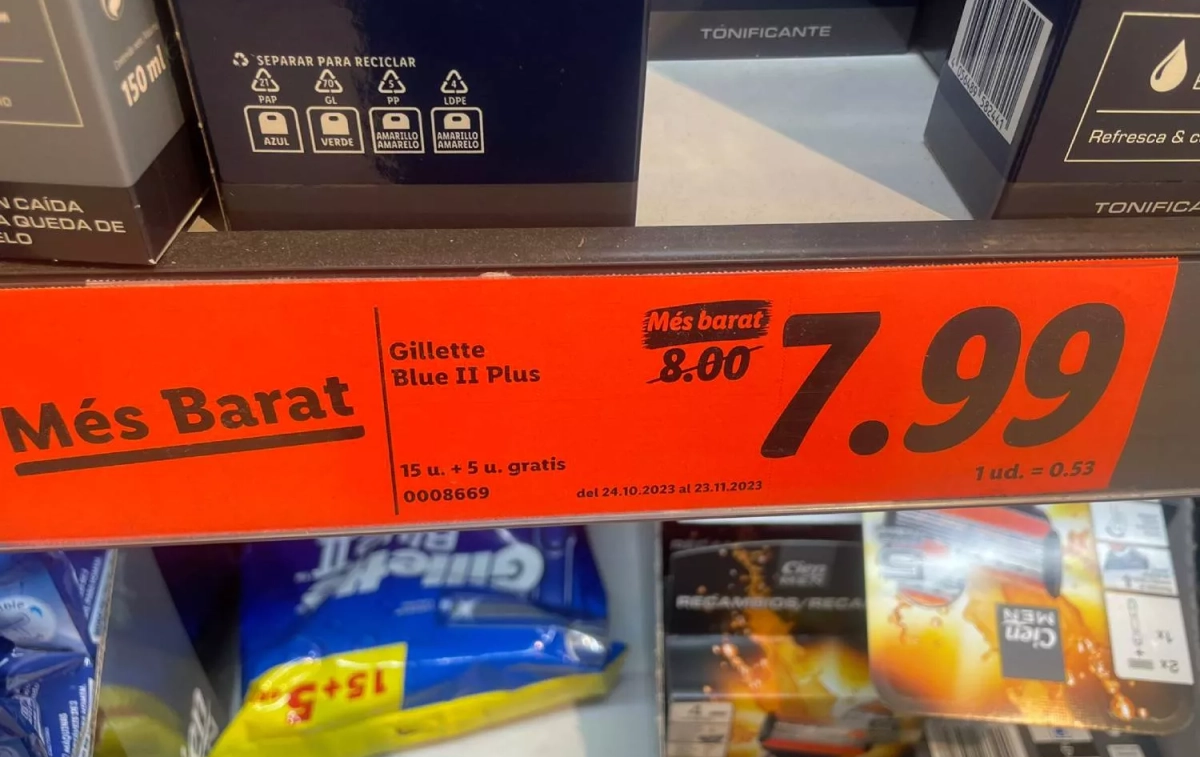 150 ml
N CAÍDA
A QUEDA DE
ELO
SEPARAR PARA RECICLAR
21
70
5
4
PAP
GL
PP
LDPE
AZUL
VERDE
AMARILLO
AMARELO
AMARILLO
AMARELO
TÓNIFICANTE
Refresca & c
TONIFICA
Més Barat
Gillette
Blue II Plus
15 u. + 5 u. gratis
0008669
Més barat
8.00
7.99
1 ud. = 0.53
del 24.10.2023 al 23.11.2023
Gillette
Blue II
15+5
Cien
MEN
RECAMBIOS/RECA
Cien
MEN
1x
2x